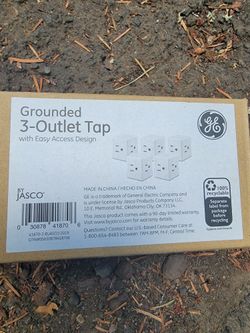 Grounded
3-Outlet Tap
with Easy Access Design
GE
BY
JASCO
MADE IN CHINA / HECHO EN CHINA
GE is a trademark of General Electric Company and
is under license by Jasco Products Company LLC,
10 E. Memorial Rd., Oklahoma City, OK 73114.
This Jasco product comes with a 90-day limited warranty.
Visit www.byjasco.com for warranty details.
Questions? Contact our U.S.-based Consumer Care at
1-800-654-8483 between 7AM-8PM, M-F, Central Time.
0 30878 41870 6
100% recycled
Separate
label from
package to
recycle